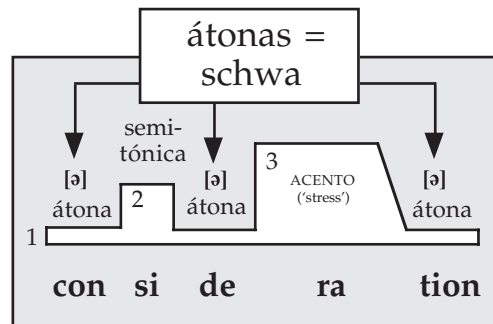 átonas =
schwa
semi-
tónica
[ə]
átona
2
[ə]
átona
3
ACENTO
('stress')
[ə]
átona
1
con si de ra tion